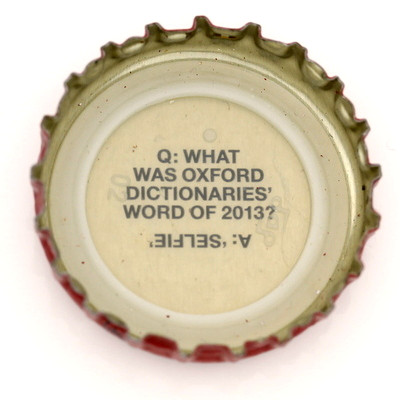 Q: WHAT
WAS OXFORD
DICTIONARIES'
WORD OF 2013?
A: 'SELFIE'